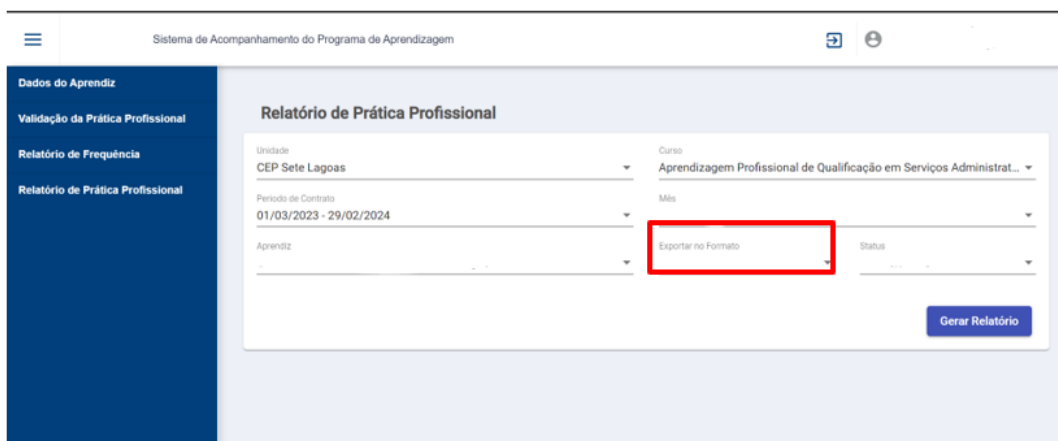 Sistema de Acompanhamento do Programa de Aprendizagem
Dados do Aprendiz
Validação da Prática Profissional
Relatório de Frequência
Relatório de Prática Profissional
Relatório de Prática Profissional
Unidade
CEP Sete Lagoas
Curso
Aprendizagem Profissional de Qualificação em Serviços Administrat...
Período de Contrato
01/03/2023 - 29/02/2024
Mês
Aprendiz
Exportar no Formato
Status
Gerar Relatório